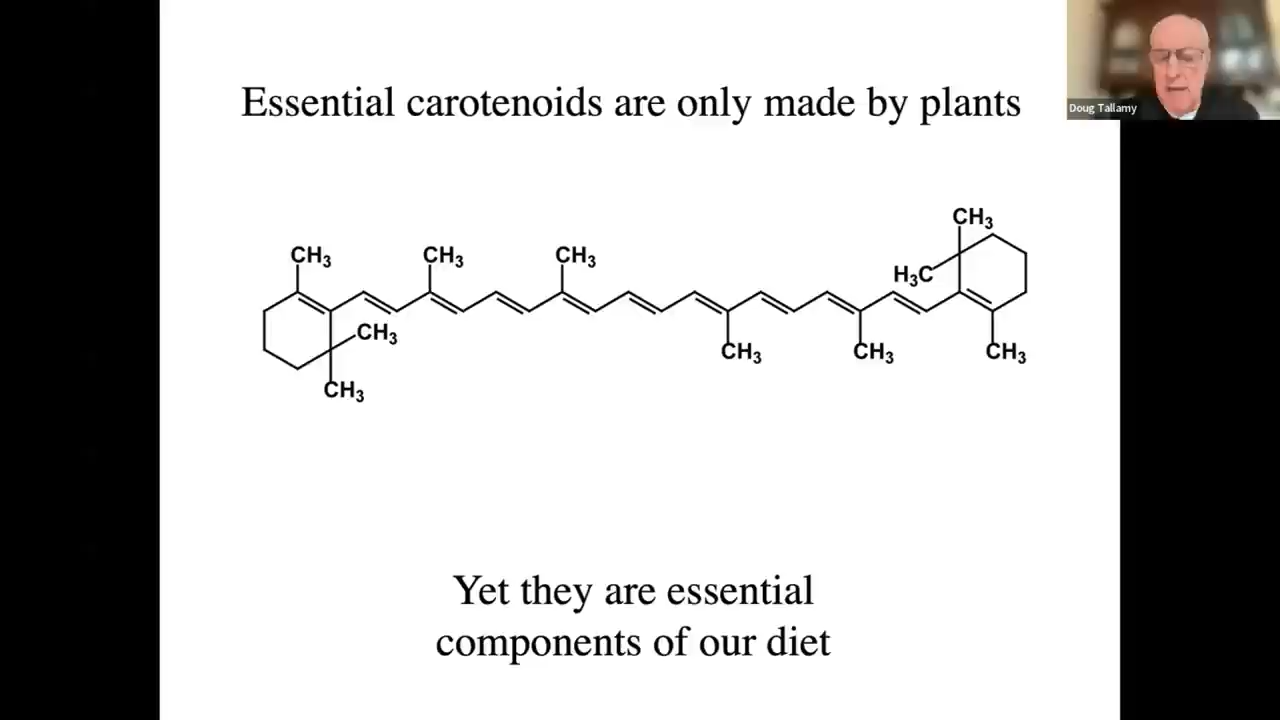 Doug Tallamy
Essential carotenoids are only made by plants
CH3
CH3
CH3
CH3
H3C
CH3
CH3
CH3
CH3
CH3
Yet they are essential
components of our diet